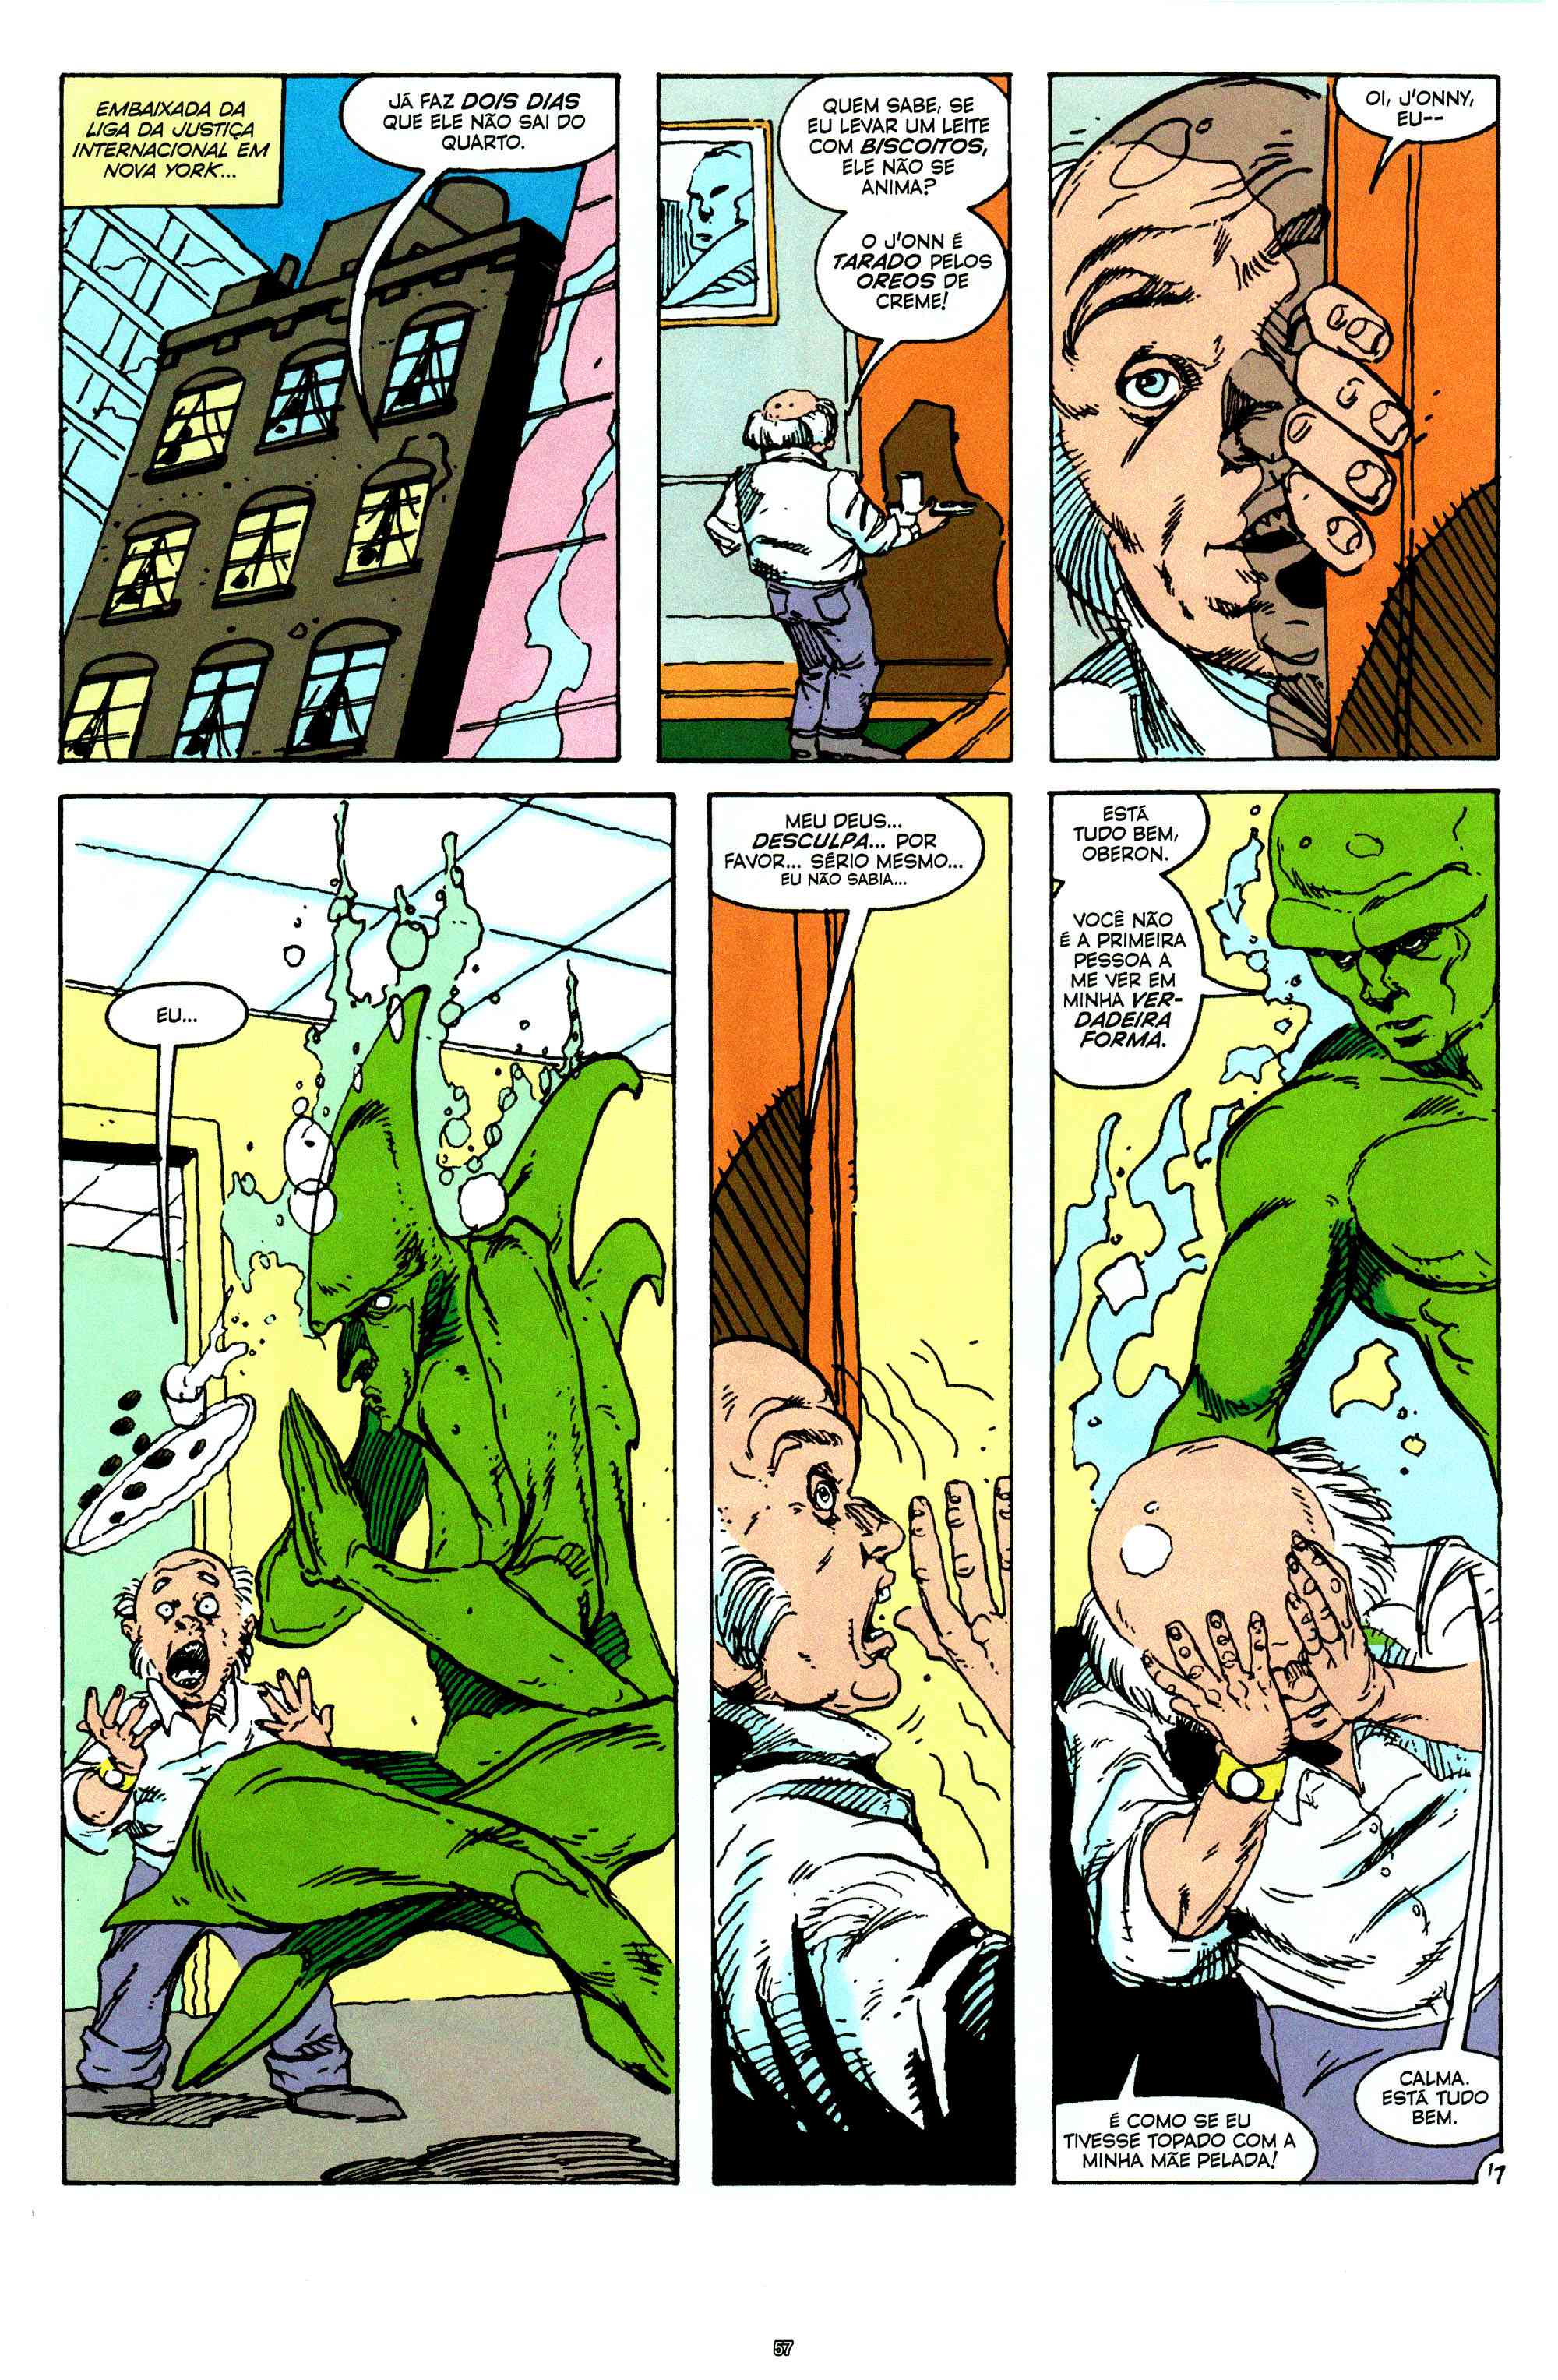 EMBAIXADA DA
LIGA DA JUSTIÇA
INTERNACIONAL EM
NOVA YORK...
JÁ FAZ DOIS DIAS
QUE ELE NÃO SAI DO
QUARTO.
QUEM SABE, SE
EU LEVAR UM LEITE
COM BISCOITOS,
ELE NÃO SE
ANIMA?
O J'ONN É
TARADO PELOS
OREOS DE
CREME!
OI, J'ONNY,
EU--
EU...
MEU DEUS...
DESCULPA... POR
FAVOR... SÉRIO MESMO...
EU NÃO SABIA...
ESTÁ
TUDO BEM,
OBERON.
VOCÊ NÃO
É A PRIMEIRA
PESSOA A
ME VER EM
MINHA VER-
DADEIRA
FORMA.
É COMO SE EU
TIVESSE TOPADO COM A
MINHA MÃE PELADA!
CALMA.
ESTÁ TUDO
BEM.
17
57